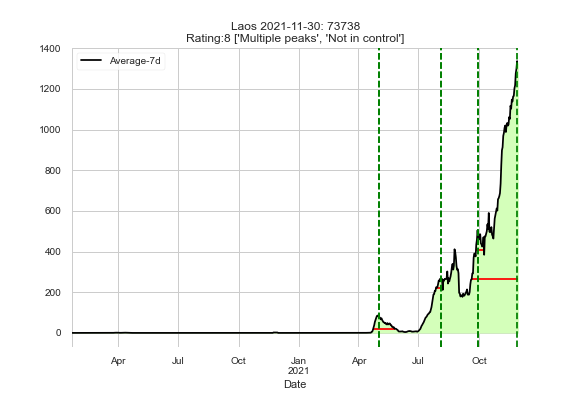 Laos 2021-11-30: 73738
Rating:8 ['Multiple peaks', 'Not in control']
1400
1200
1000
800
600
400
200
0
Average-7d
Apr
Jul
Oct
Jan
2021
Apr
Jul
Oct
Date